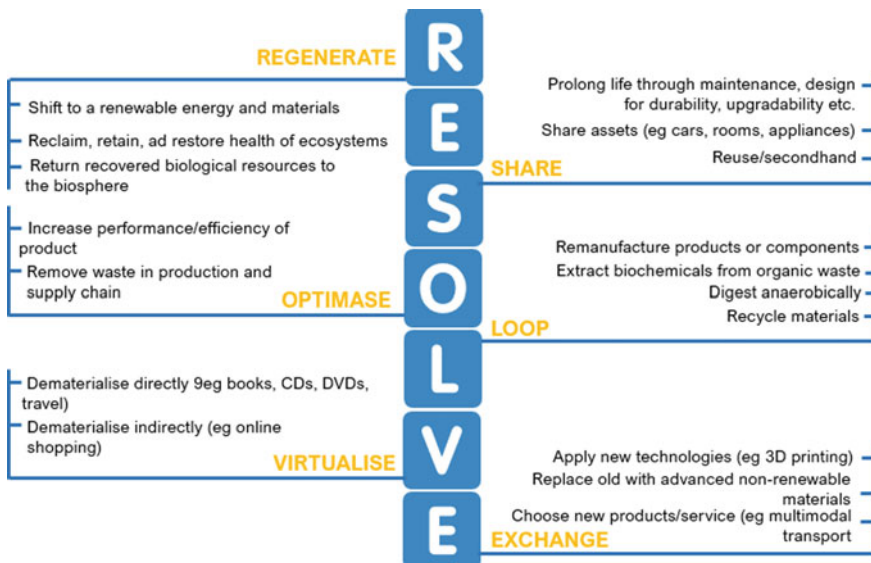 REGENERATE
Shift to a renewable energy and materials
Reclaim, retain, ad restore health of ecosystems
Return recovered biological resources to
the biosphere
Increase performance/efficiency of
product
Remove waste in production and
supply chain
OPTIMASE
Dematerialise directly 9eg books, CDs, DVDs,
travel)
Dematerialise indirectly (eg online
shopping)
VIRTUALISE
R
E
S
O
L
V
E
Prolong life through maintenance, design
for durability, upgradability etc.
Share assets (eg cars, rooms, appliances)
Reuse/secondhand
SHARE
Remanufacture products or components
Extract biochemicals from organic waste
Digest anaerobically
Recycle materials
LOOP
Apply new technologies (eg 3D printing)
Replace old with advanced non-renewable
materials
Choose new products/service (eg multimodal
transport
EXCHANGE